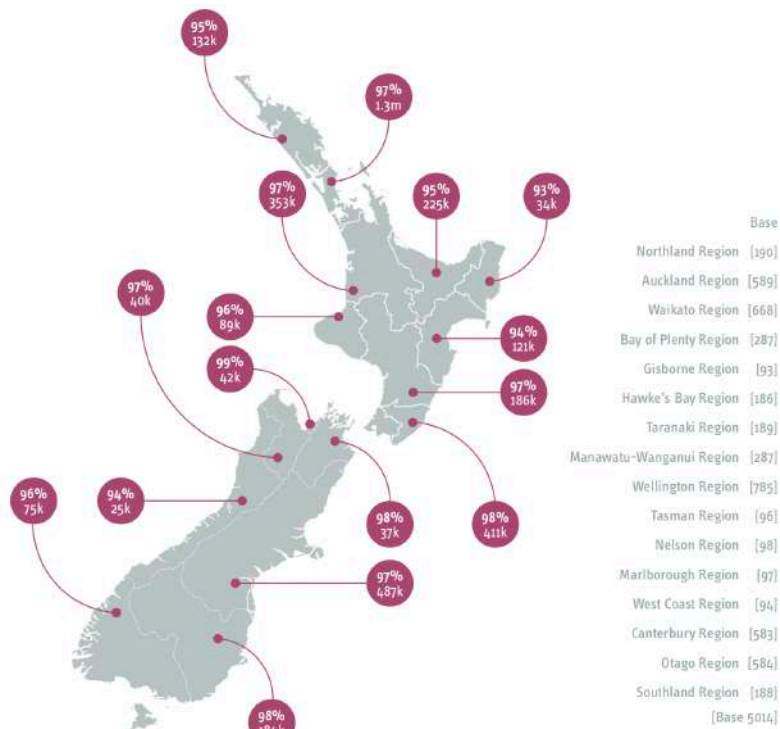 95%
132k
97%
1.3m
97%
353k
95%
225k
93%
34k
97%
40k
96%
89k
94%
121k
99%
42k
97%
186k
96%
75k
94%
25k
98%
37k
98%
411k
97%
487k
98%
Base
Northland Region [190]
Auckland Region [589]
Waikato Region [668]
Bay of Plenty Region [287]
Gisborne Region [93]
Hawke's Bay Region [186]
Taranaki Region [189]
Manawatu-Wanganui Region [287]
Wellington Region [785]
Tasman Region [96]
Nelson Region [98]
Marlborough Region [97]
West Coast Region [94]
Canterbury Region [583]
Otago Region [584]
Southland Region [188]
[Base 5014]